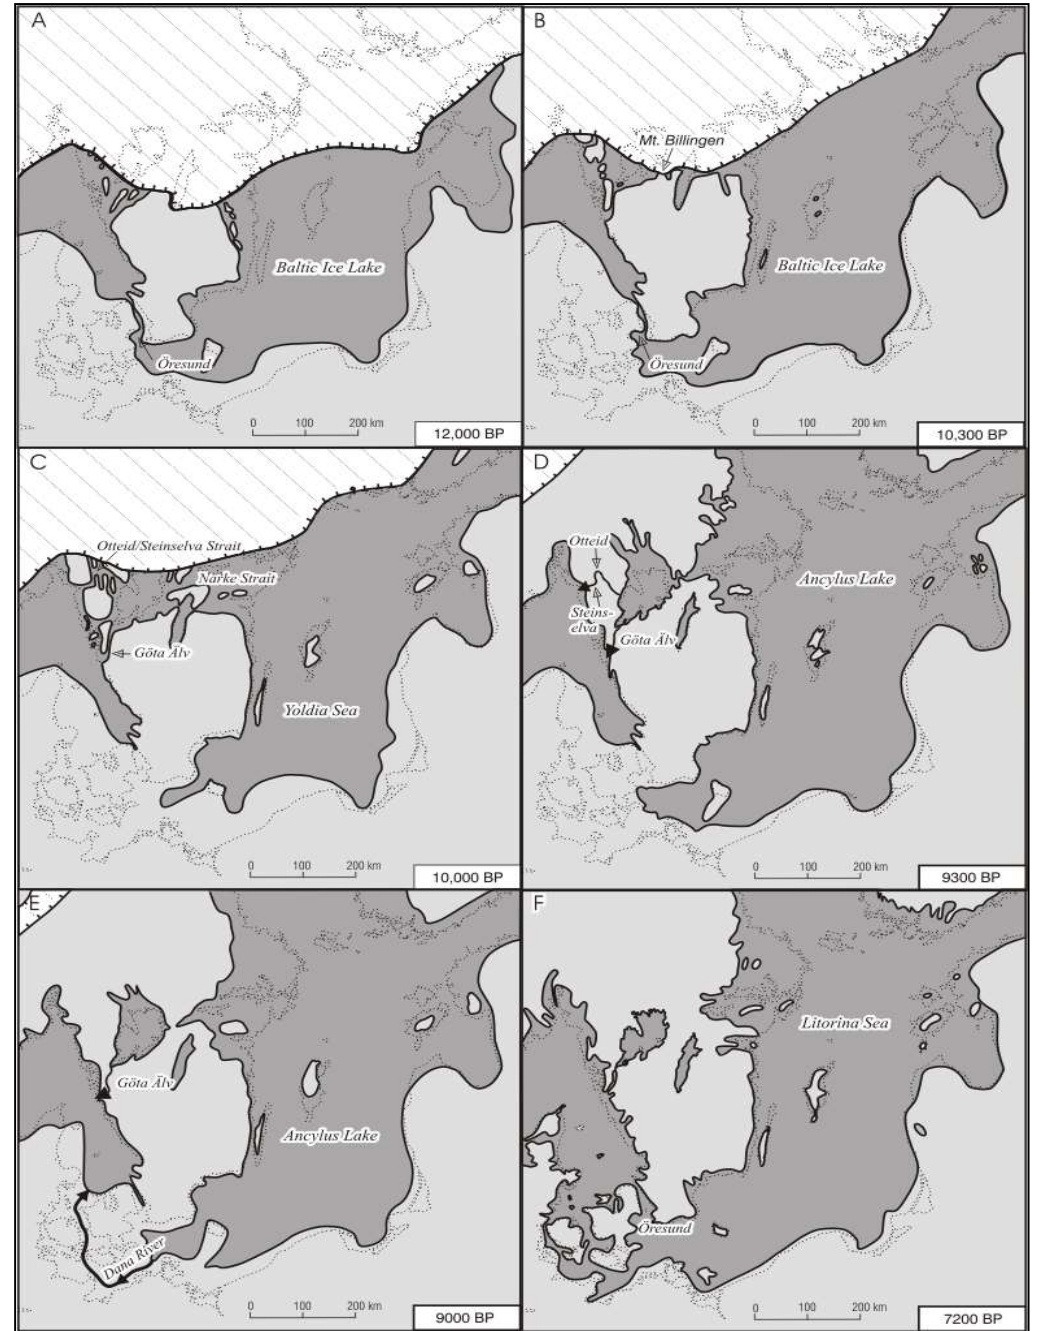 A
Baltic Ice Lake
Öresund
0 100 200 km
12,000 BP
B
Mt. Billingen
Baltic Ice Lake
Öresund
0 100 200 km
10,300 BP
C
Otteid/Steinselva Strait
Närke Strait
Göta Älv
Yoldia Sea
0 100 200 km
10,000 BP
D
Otteid
Ancylus Lake
Steins-
elva
Göta Älv
0 100 200 km
9300 BP
E
Göta Älv
Ancylus Lake
Dana River
0 100 200 km
9000 BP
F
Litorina Sea
Öresund
0 100 200 km
7200 BP